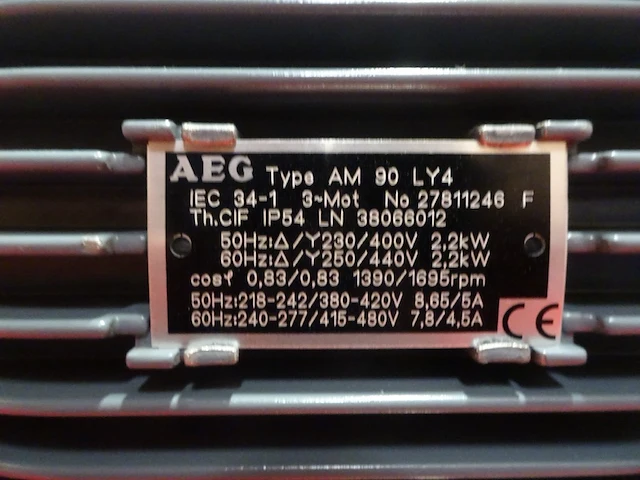 AEG Type AM 90 LY4
IEC 34-1 3~Mot No 27811246 F
Th.ClF IP54 LN 38066012
50Hz:Δ/Y230/400V 2,2kW
60Hz:Δ/Y250/440V 2,2kW
cosφ 0,83/0,83 1390/1695rpm
50Hz:218-242/380-420V 8,65/5A
60Hz:240-277/415-480V 7,8/4,5A
CE